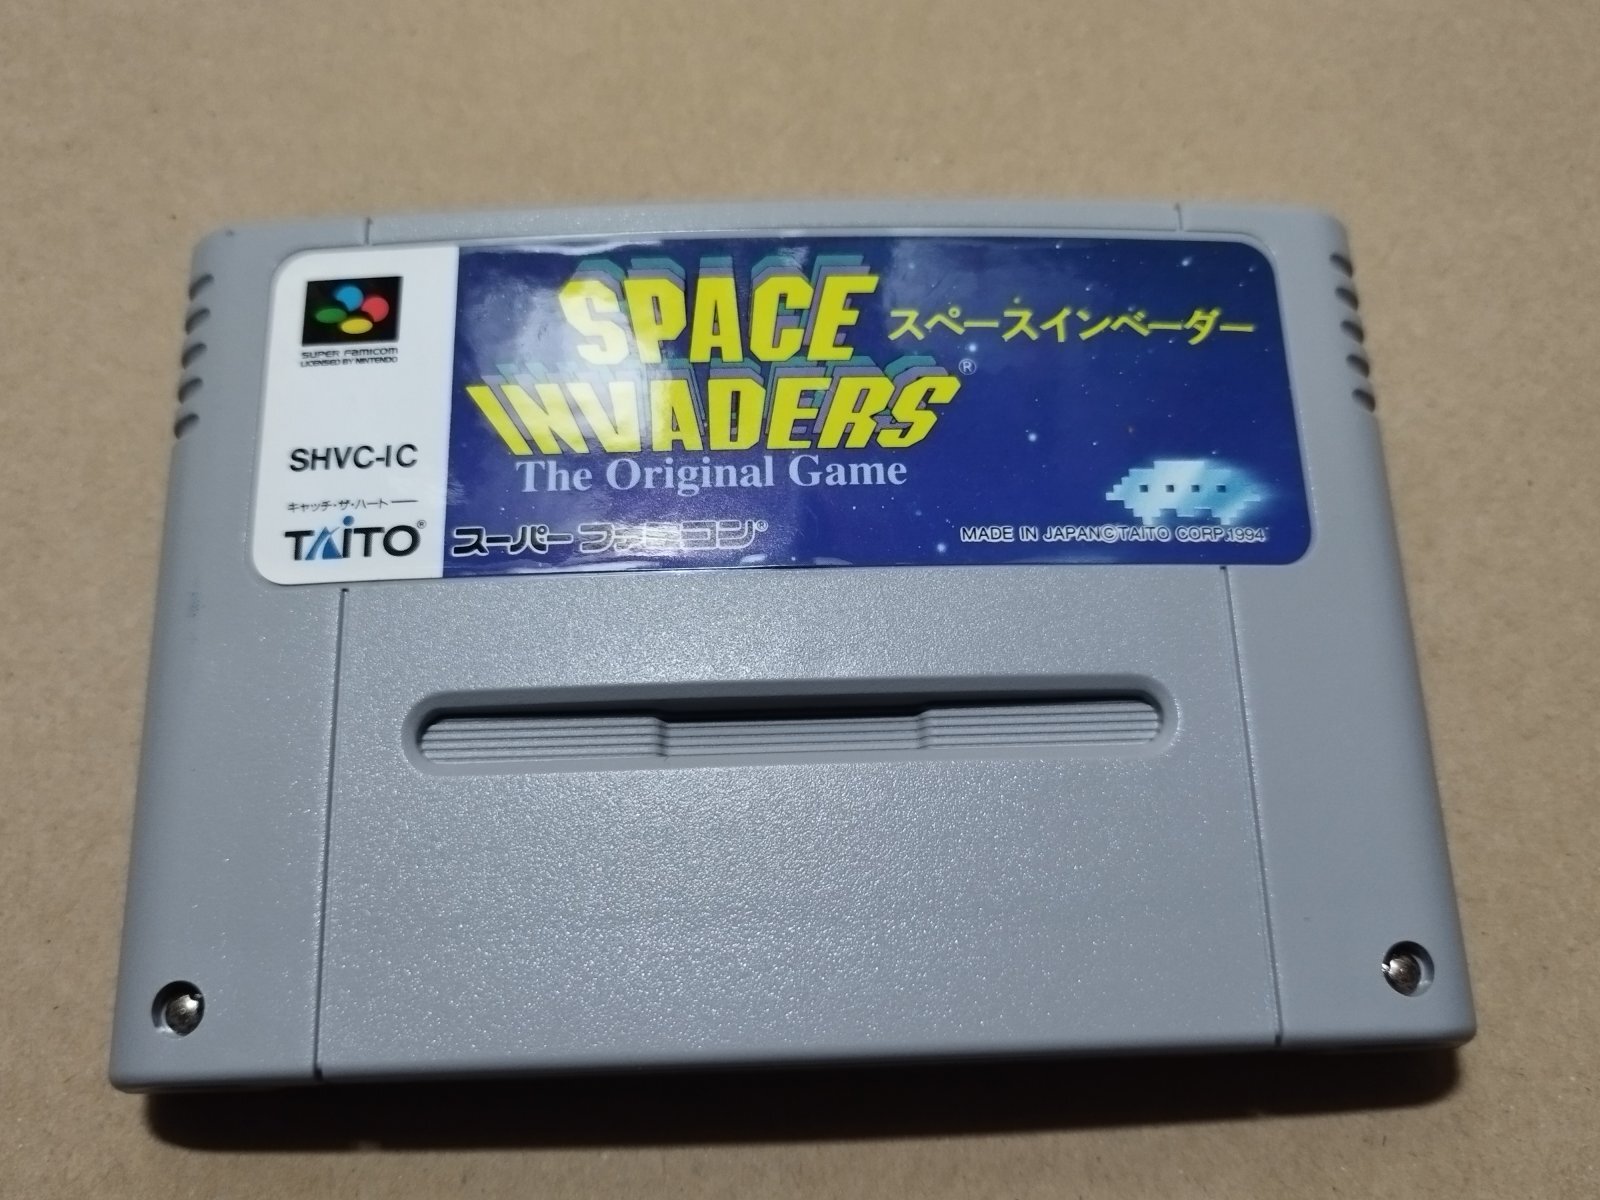 SUPER FAMICOM
LICENSED BY NINTENDO
SHVC-IC
キャッチ・ザ・ハート
TAITO®
SPACE
INVADERS®
スペースインベーダー
The Original Game
スーパーファミコン®
MADE IN JAPAN©TAITO CORP.1994